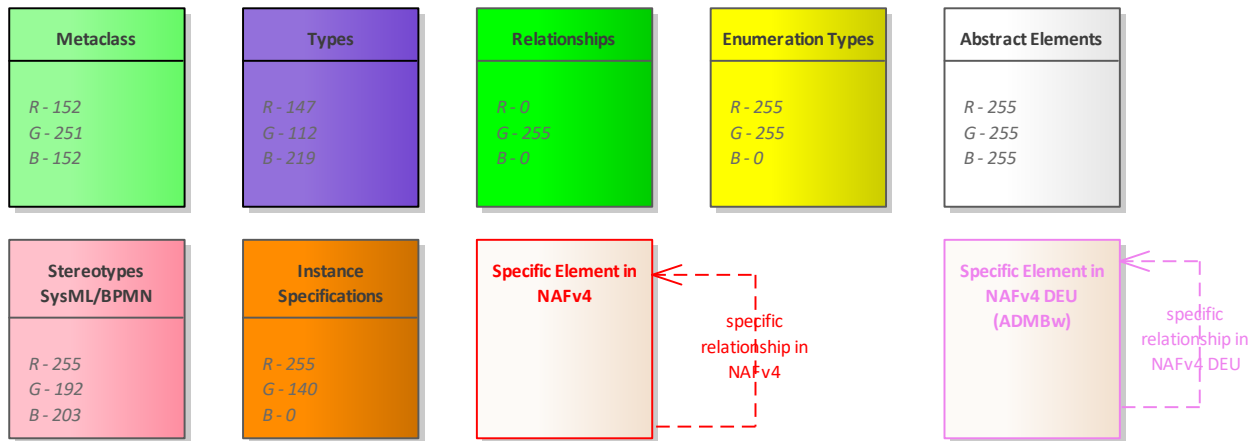 Metaclass
R - 152
G - 251
B - 152
Types
R - 147
G - 112
B - 219
Relationships
R - 0
G - 255
B - 0
Enumeration Types
R - 255
G - 255
B - 0
Abstract Elements
R - 255
G - 255
B - 255
Stereotypes
SysML/BPMN
R - 255
G - 192
B - 203
Instance
Specifications
R - 255
G - 140
B - 0
Specific Element in
NAFv4
specific
relationship in
NAFv4
Specific Element in
NAFv4 DEU
(ADMBw)
specific
relationship in
NAFv4 DEU